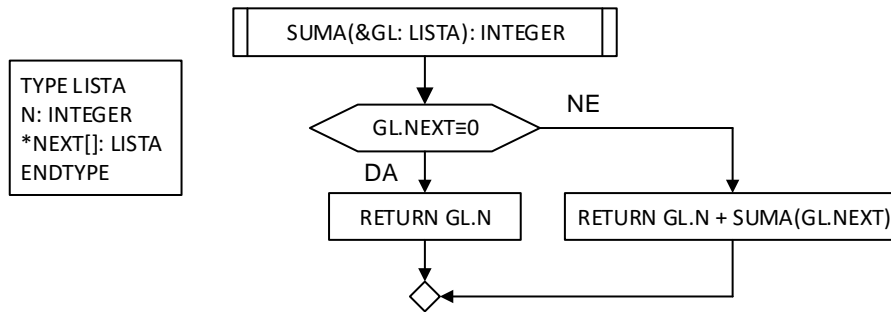 SUMA(&GL: LISTA): INTEGER
TYPE LISTA
N: INTEGER
*NEXT[]: LISTA
ENDTYPE
GL.NEXT≡0
NE
DA
RETURN GL.N
RETURN GL.N + SUMA(GL.NEXT)